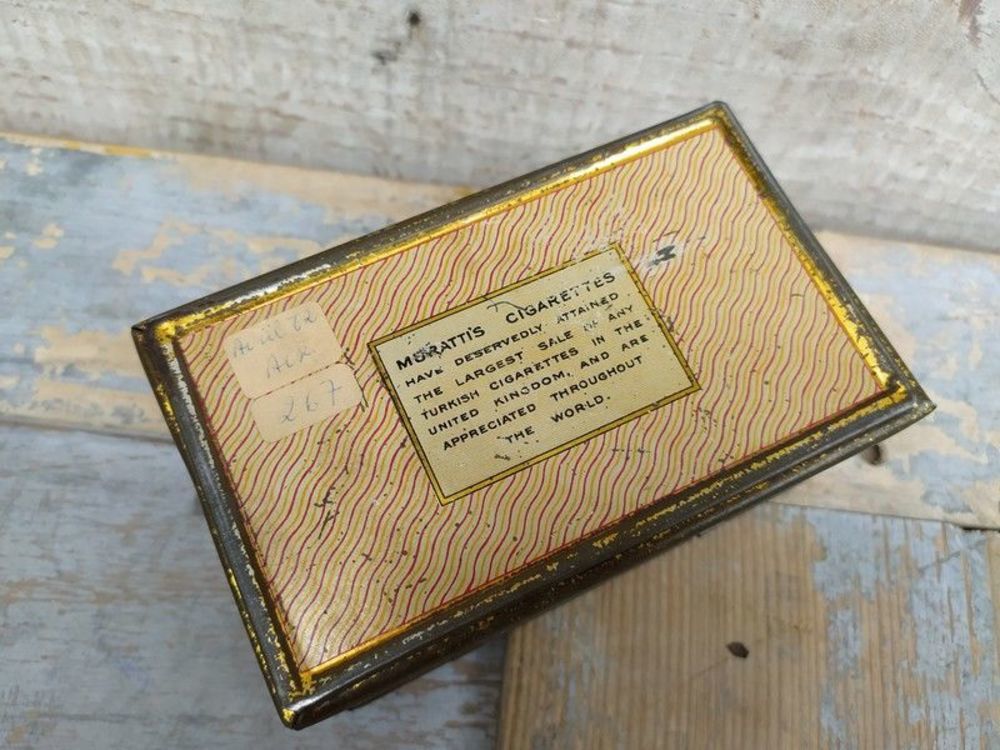 MURATTI'S CIGARETTES
HAVE DESERVEDLY ATTAINED
THE LARGEST SALE OF ANY
TURKISH CIGARETTES IN THE
UNITED KINGDOM, AND ARE
APPRECIATED THROUGHOUT
THE WORLD.
267